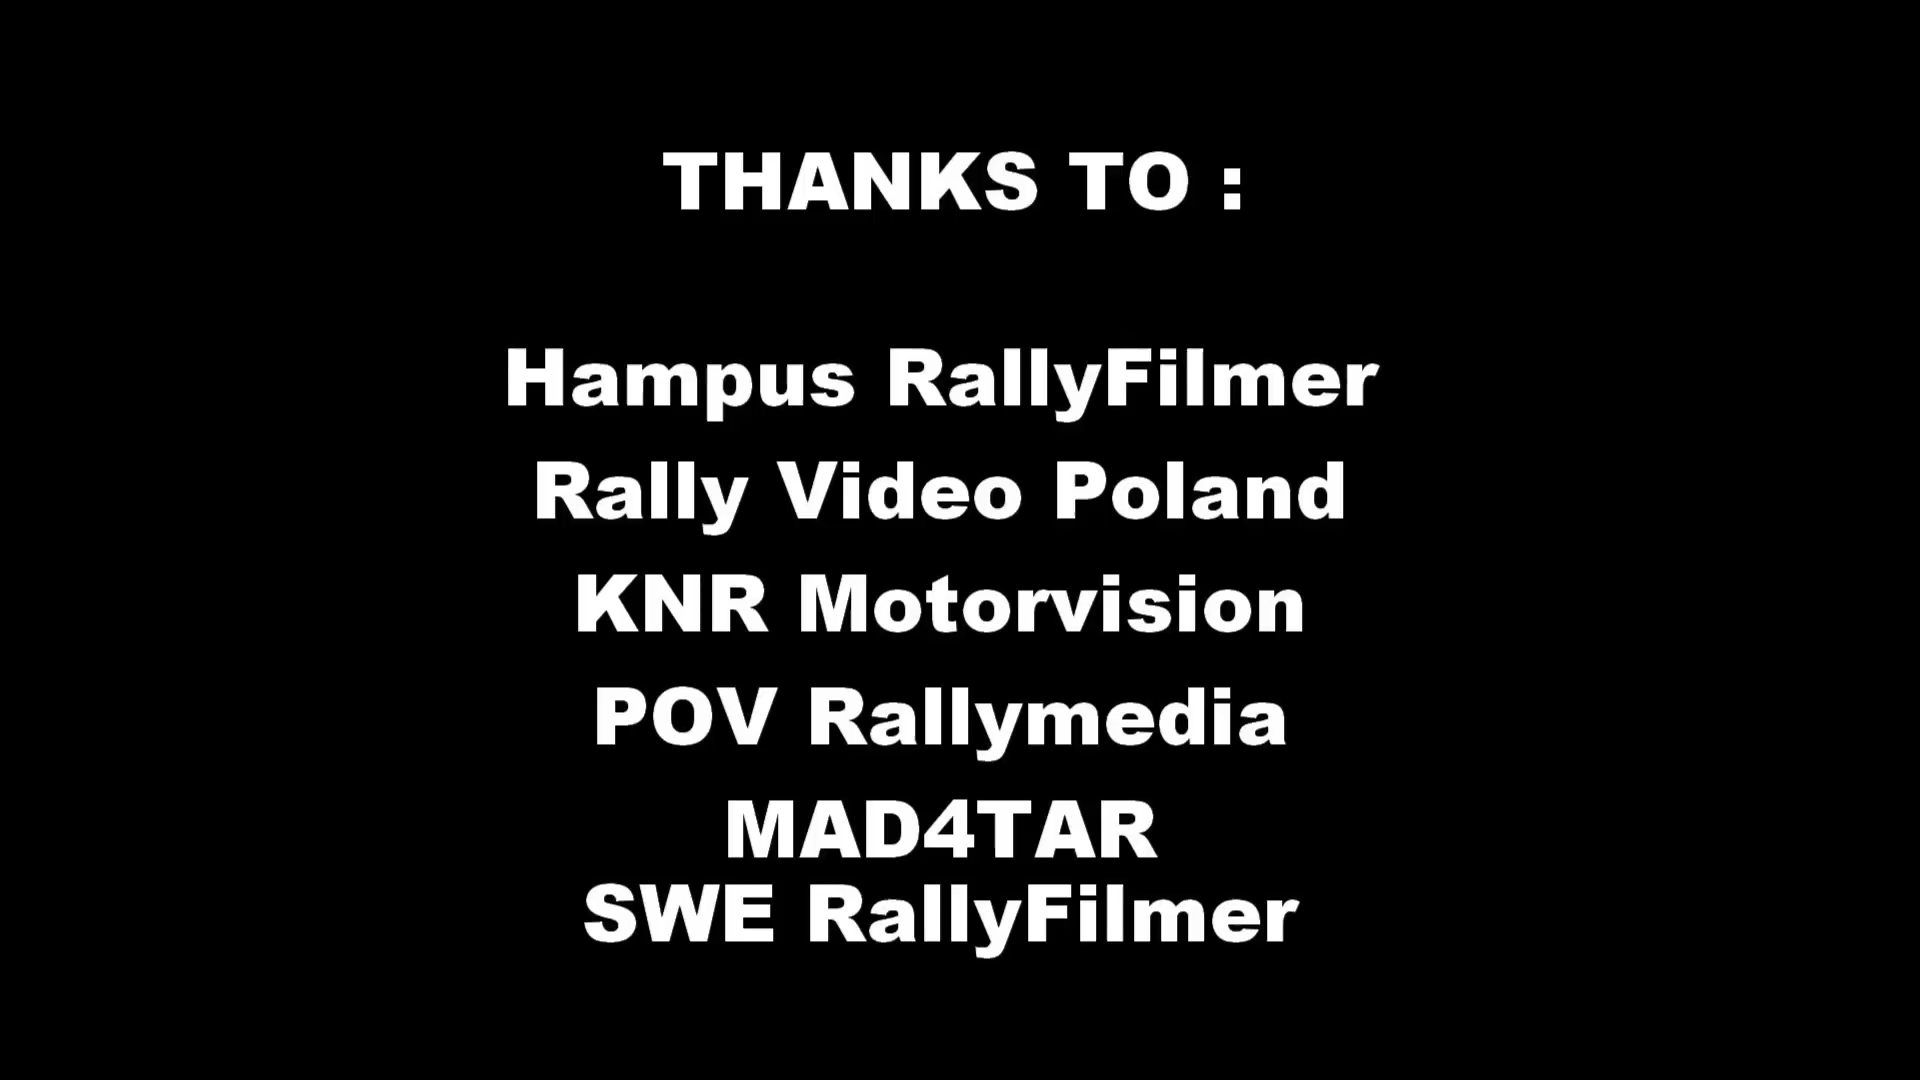 THANKS TO :
Hampus RallyFilmer
Rally Video Poland
KNR Motorvision
POV Rallymedia
MAD4TAR
SWE RallyFilmer